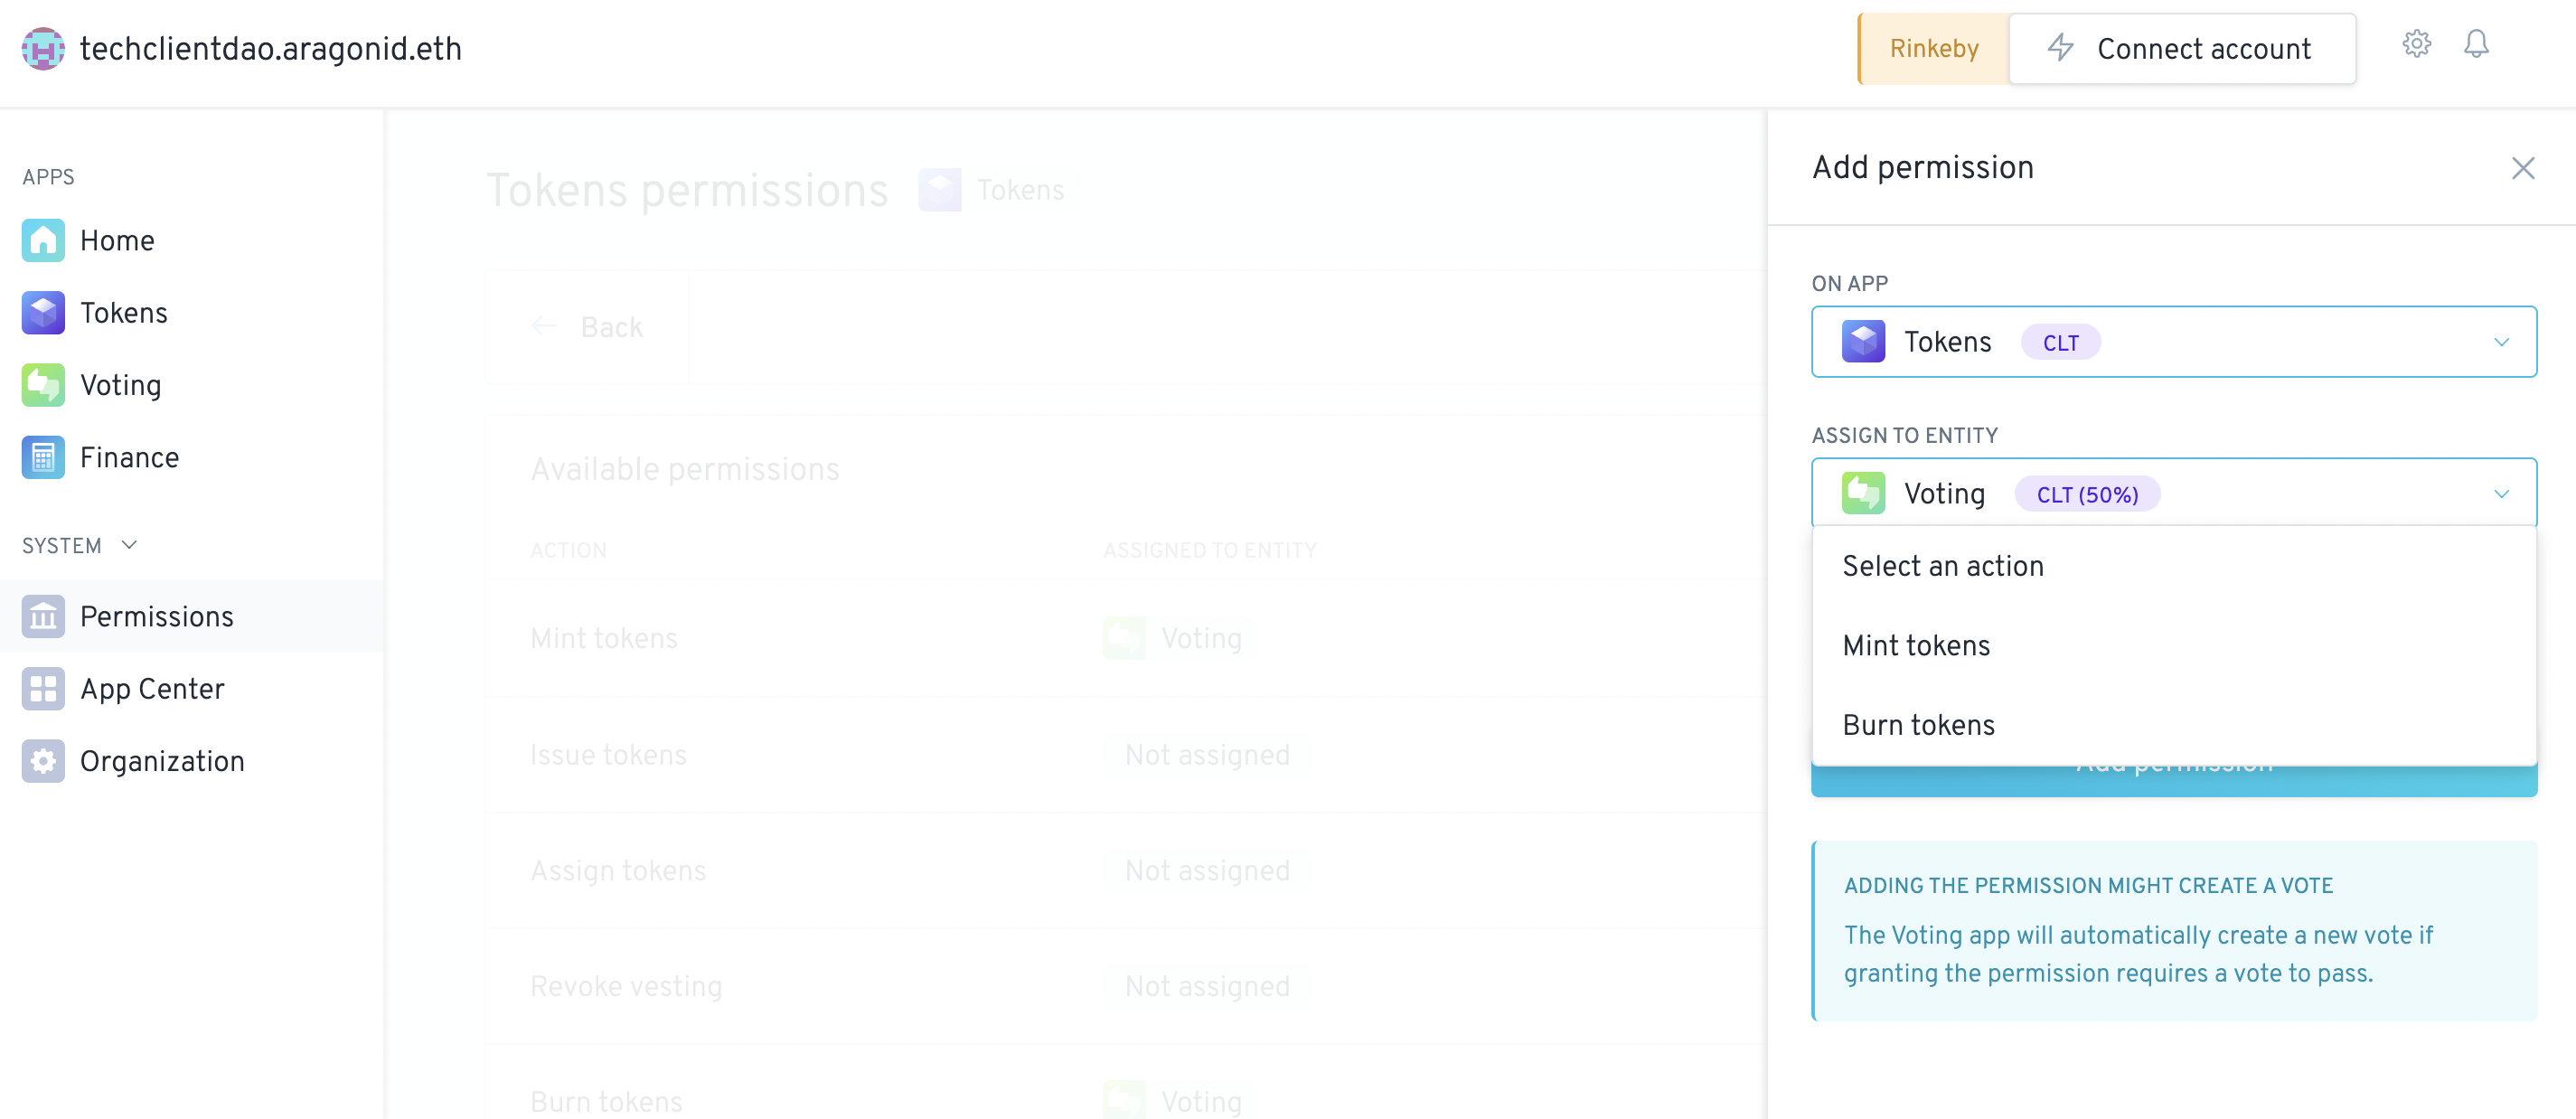 techclientdao.aragonid.eth
Rinkeby
Connect account
APPS
Home
Tokens
Voting
Finance
SYSTEM
Permissions
App Center
Organization
Tokens permissions
Tokens
Back
Available permissions
ACTION
ASSIGNED TO ENTITY
Mint tokens
Voting
Issue tokens
Not assigned
Assign tokens
Not assigned
Revoke vesting
Not assigned
Burn tokens
Voting
Add permission
ON APP
Tokens
CLT
ASSIGN TO ENTITY
Voting
CLT (50%)
Select an action
Mint tokens
Burn tokens
Add permission
ADDING THE PERMISSION MIGHT CREATE A VOTE
The Voting app will automatically create a new vote if
granting the permission requires a vote to pass.